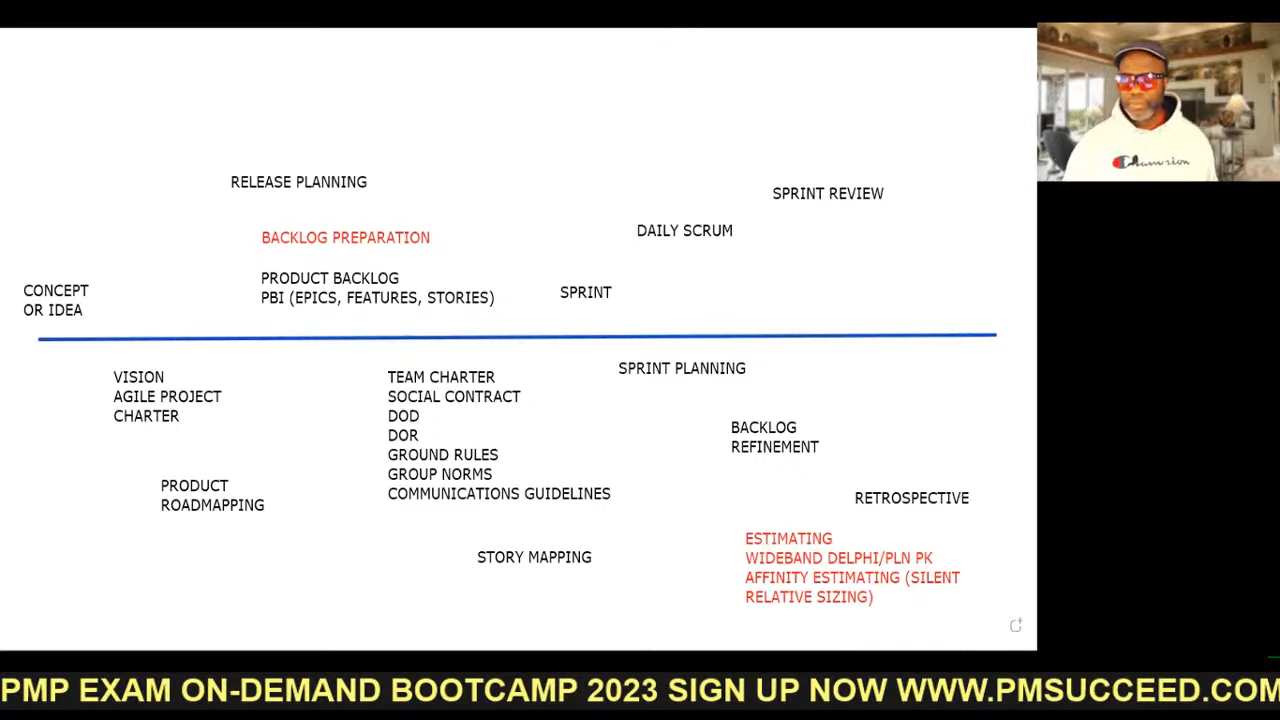 RELEASE PLANNING
SPRINT REVIEW
DAILY SCRUM
BACKLOG PREPARATION
PRODUCT BACKLOG
PBI (EPICS, FEATURES, STORIES)
SPRINT
CONCEPT
OR IDEA
SPRINT PLANNING
VISION
AGILE PROJECT
CHARTER
TEAM CHARTER
SOCIAL CONTRACT
DOD
DOR
GROUND RULES
GROUP NORMS
COMMUNICATIONS GUIDELINES
BACKLOG
REFINEMENT
PRODUCT
ROADMAPPING
RETROSPECTIVE
STORY MAPPING
ESTIMATING
WIDEBAND DELPHI/PLN PK
AFFINITY ESTIMATING (SILENT
RELATIVE SIZING)
Champion
PMP EXAM ON-DEMAND BOOTCAMP 2023 SIGN UP NOW WWW.PMSUCCEED.COM